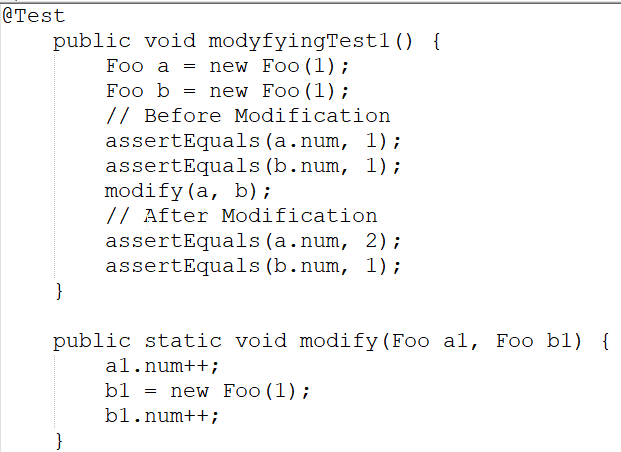 @Test
public void modyfyingTest1() {
Foo a = new Foo(1);
Foo b = new Foo(1);
// Before Modification
assertEquals(a.num, 1);
assertEquals(b.num, 1);
modify(a, b);
// After Modification
assertEquals(a.num, 2);
assertEquals(b.num, 1);
}
public static void modify(Foo a1, Foo b1) {
a1.num++;
b1 = new Foo(1);
b1.num++;
}